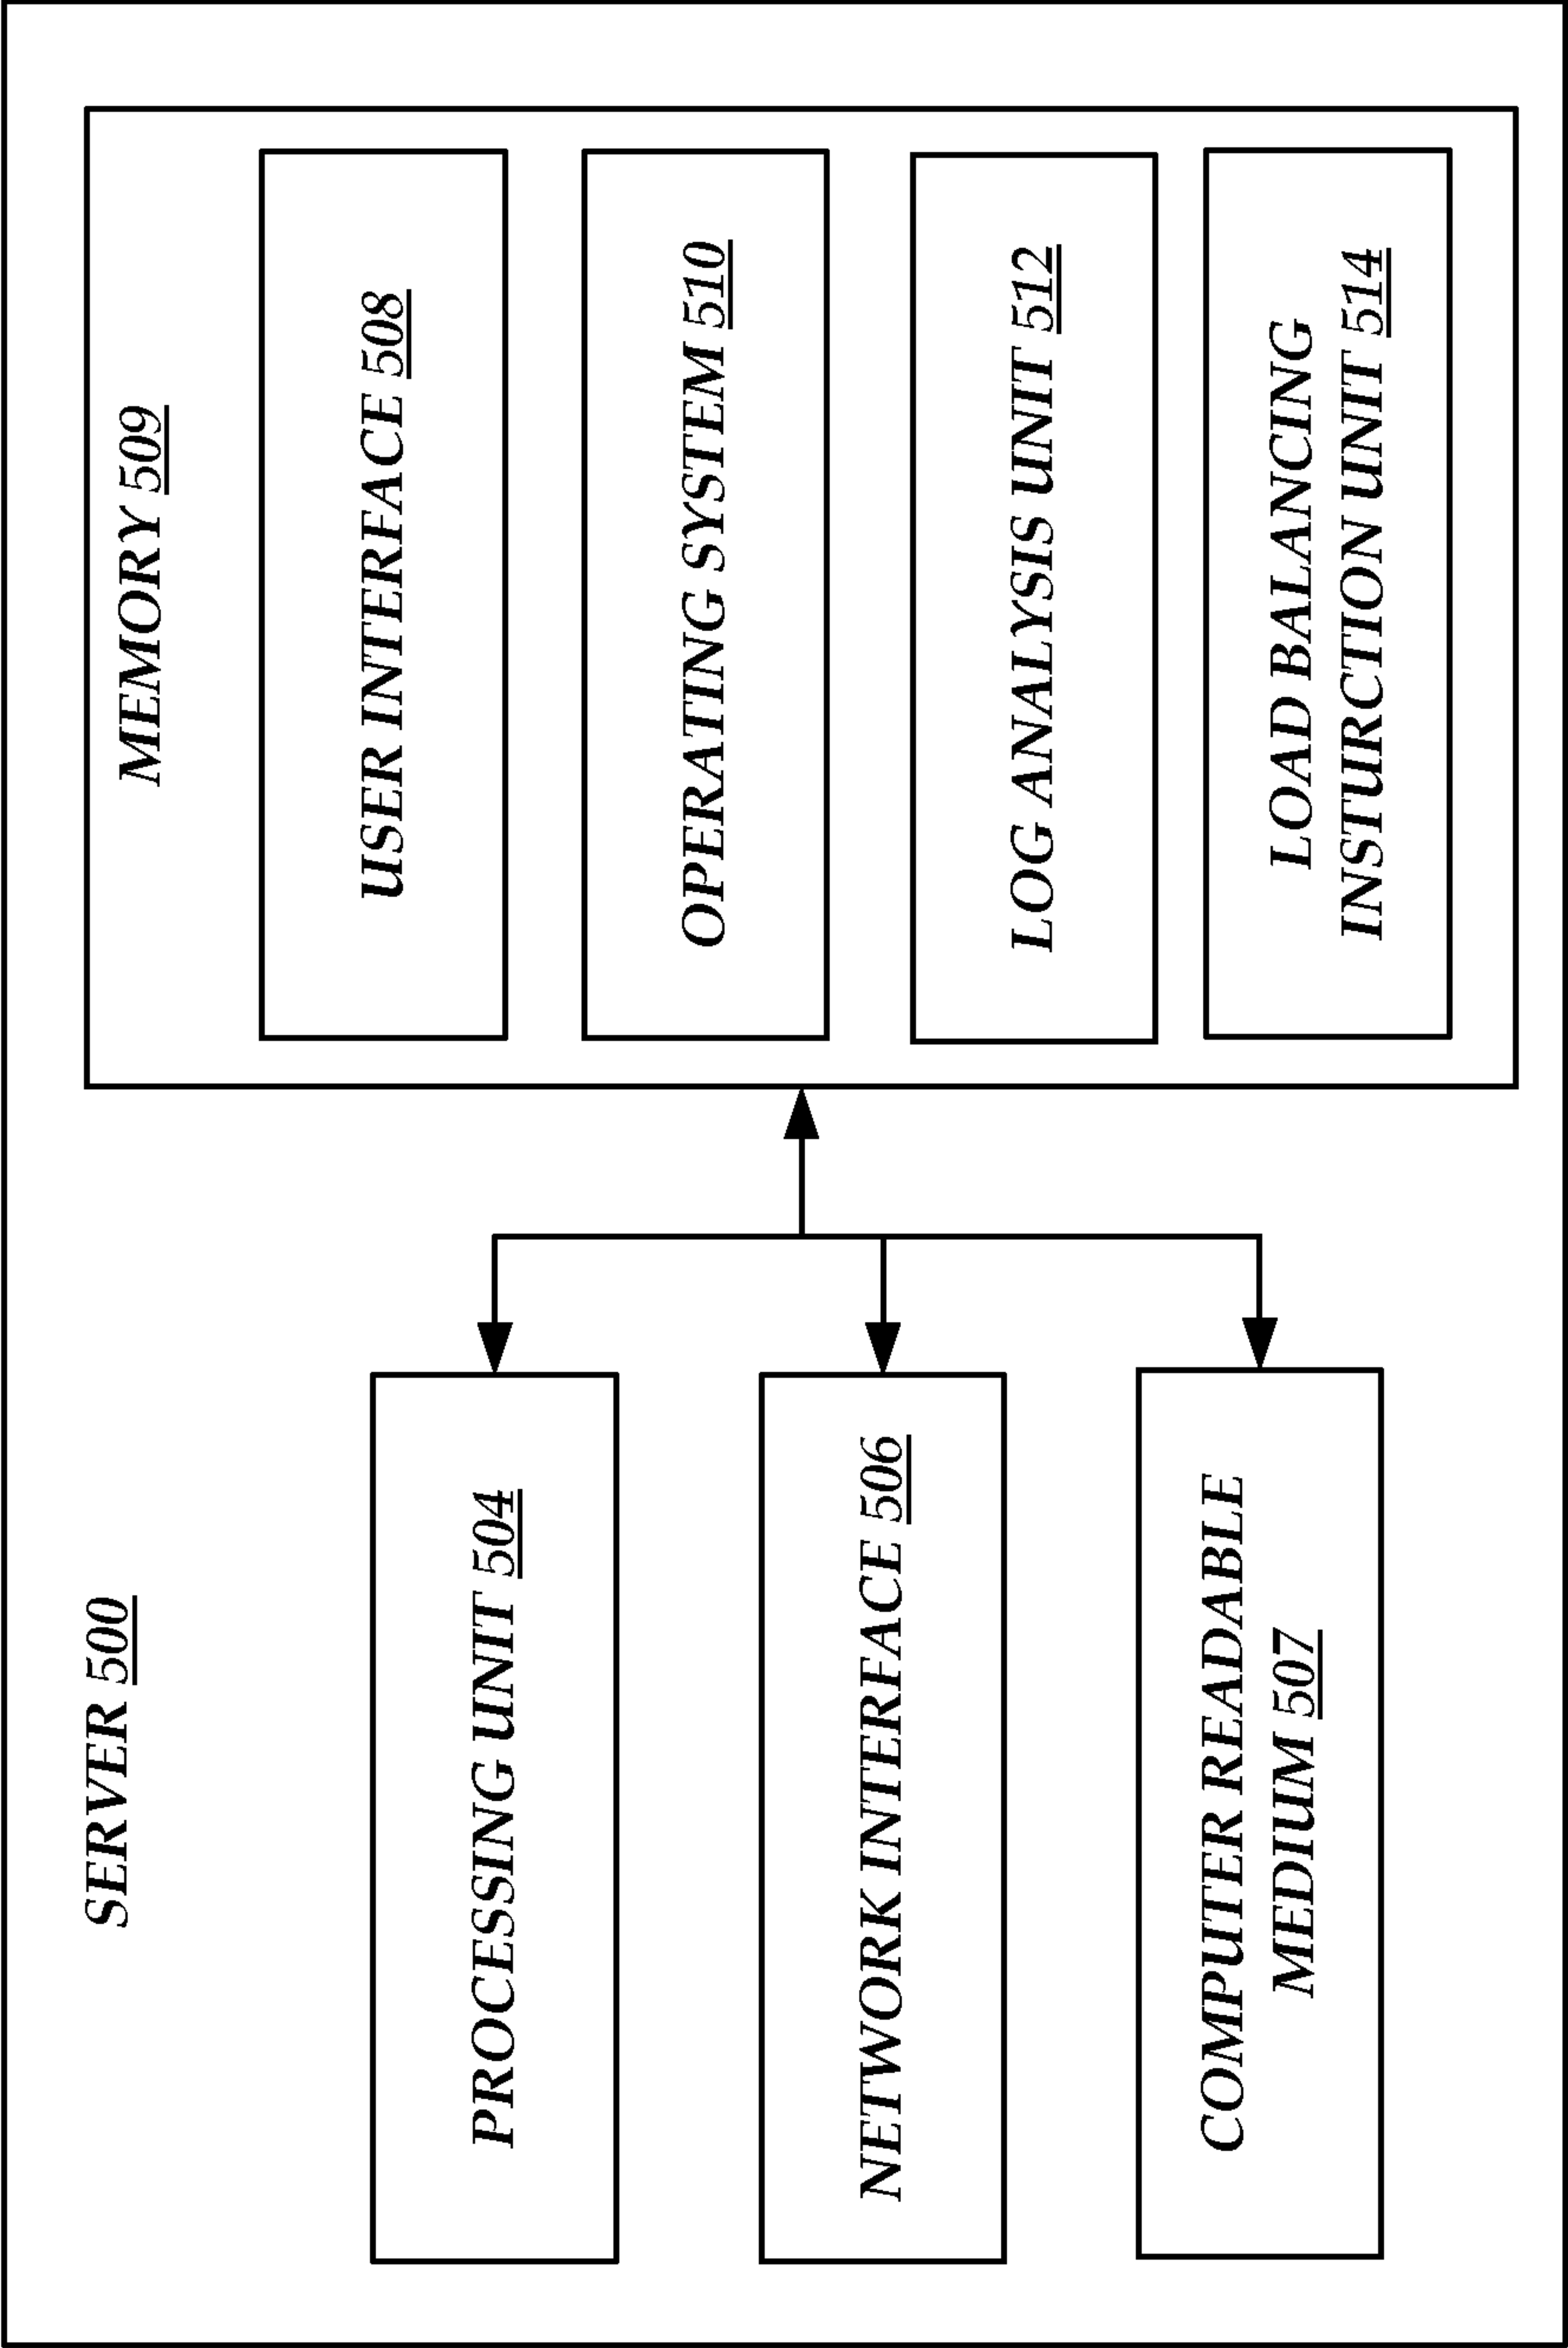 SERVER 500
PROCESSING UNIT 504
NETWORK INTERFACE 506
COMPUTER READABLE
MEDIUM 507
MEMORY 509
USER INTERFACE 508
OPERATING SYSTEM 510
LOG ANALYSIS UNIT 512
LOAD BALANCING
INSTURCTION UNIT 514